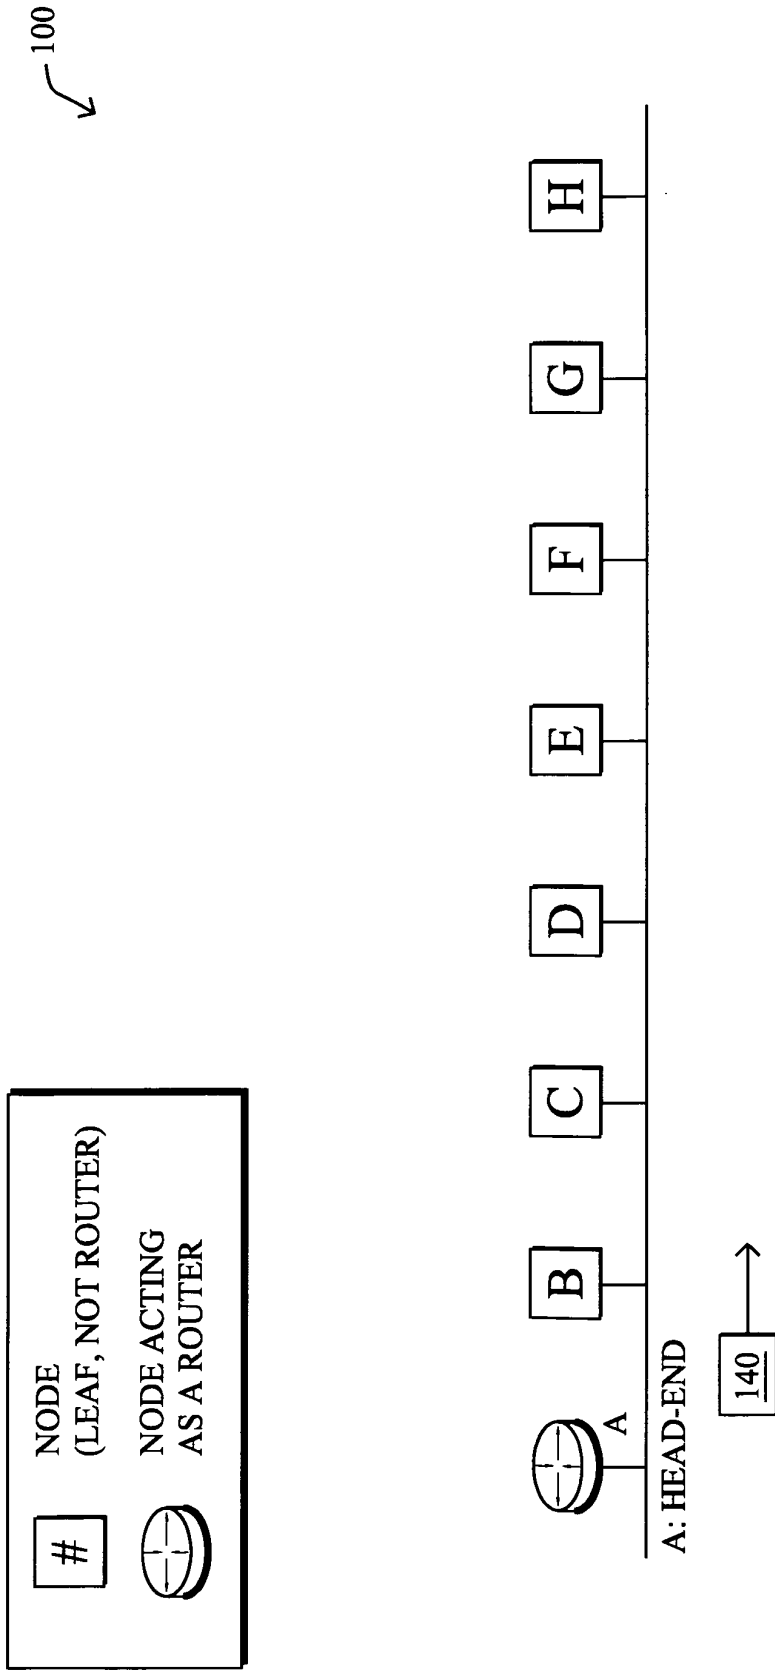 100
#
NODE
(LEAF, NOT ROUTER)
NODE ACTING
AS A ROUTER
A
B
C
D
E
F
G
H
A: HEAD-END
140